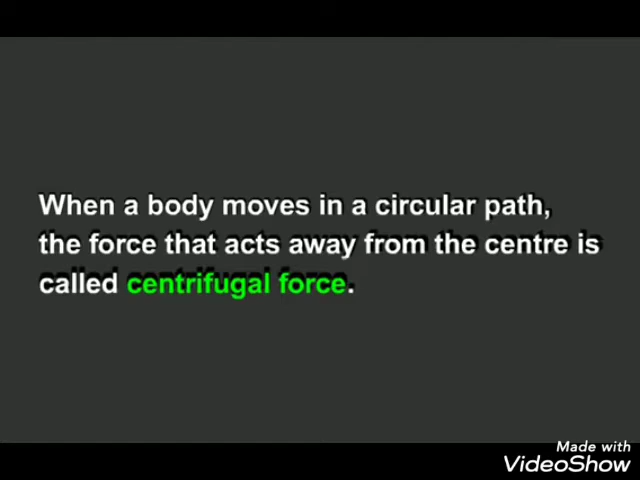 When a body moves in a circular path,
the force that acts away from the centre is
called centrifugal force.
Made with
VideoShow